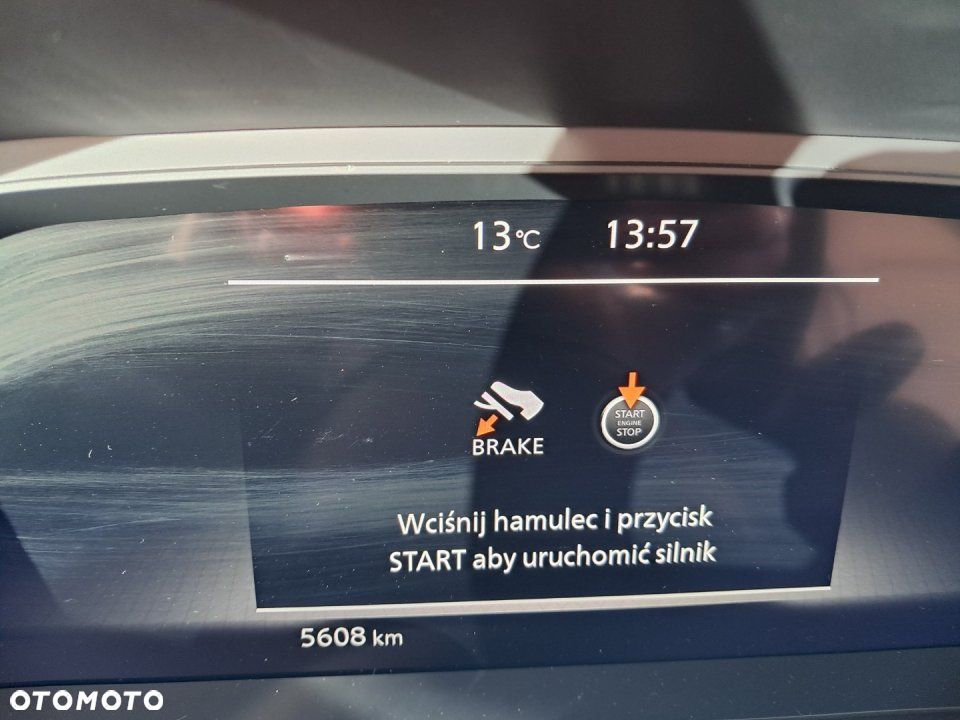 13°C 13:57
START
ENGINE
STOP
BRAKE
Wciśnij hamulec i przycisk
START aby uruchomić silnik
5608 km
OTOMOTO